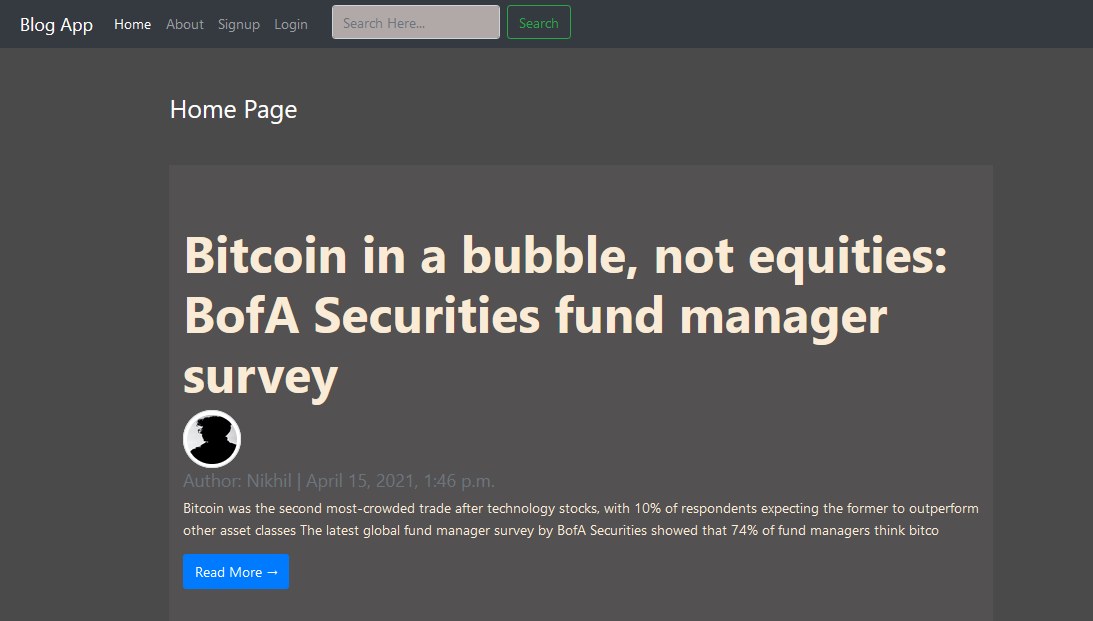 Blog App Home About Signup Login Search Here... Search
Home Page
Bitcoin in a bubble, not equities:
BofA Securities fund manager
survey
Author: Nikhil | April 15, 2021, 1:46 p.m.
Bitcoin was the second most-crowded trade after technology stocks, with 10% of respondents expecting the former to outperform
other asset classes The latest global fund manager survey by BofA Securities showed that 74% of fund managers think bitco
Read More →